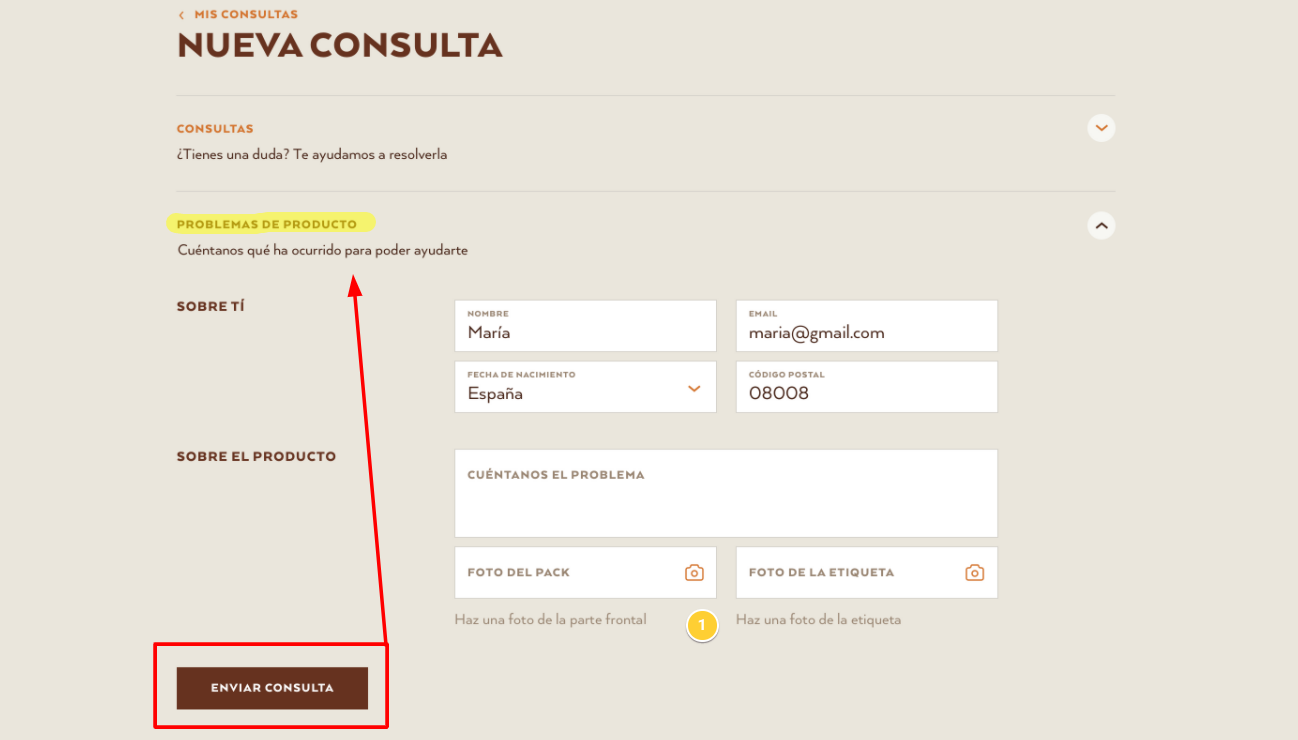 MIS CONSULTAS
NUEVA CONSULTA
CONSULTAS
¿Tienes una duda? Te ayudamos a resolverla
PROBLEMAS DE PRODUCTO
Cuéntanos qué ha ocurrido para poder ayudarte
SOBRE TÍ
NOMBRE
María
EMAIL
maria@gmail.com
FECHA DE NACIMIENTO
España
CÓDIGO POSTAL
08008
SOBRE EL PRODUCTO
CUÉNTANOS EL PROBLEMA
FOTO DEL PACK
FOTO DE LA ETIQUETA
Haz una foto de la parte frontal
1
Haz una foto de la etiqueta
ENVIAR CONSULTA